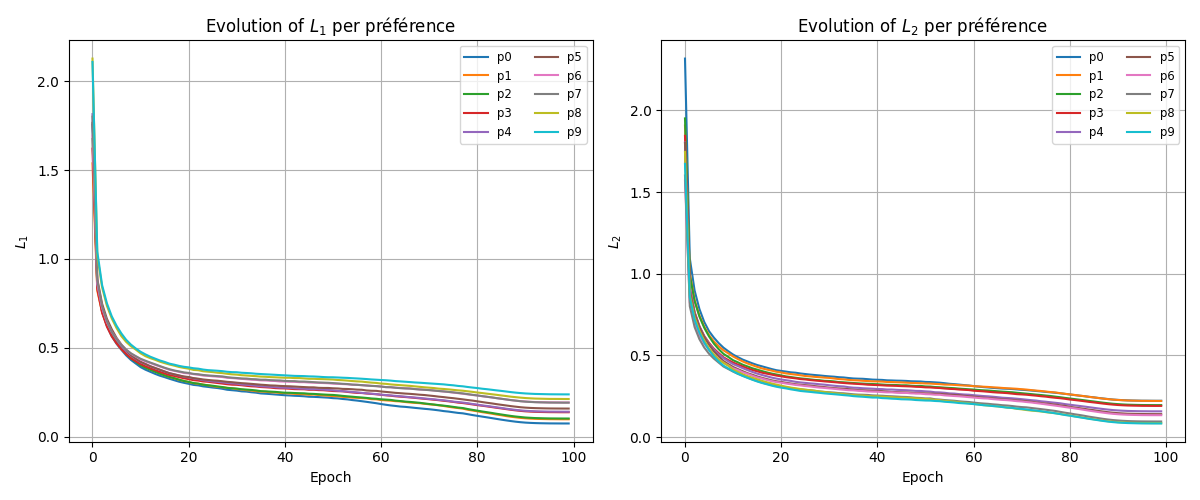 Evolution of L₁ per préférence
L₁
2.0
1.5
1.0
0.5
0.0
p0
p1
p2
p3
p4
p5
p6
p7
p8
p9
0 20 40 60 80 100
Epoch
Evolution of L₂ per préférence
L₂
2.0
1.5
1.0
0.5
0.0
p0
p1
p2
p3
p4
p5
p6
p7
p8
p9
0 20 40 60 80 100
Epoch